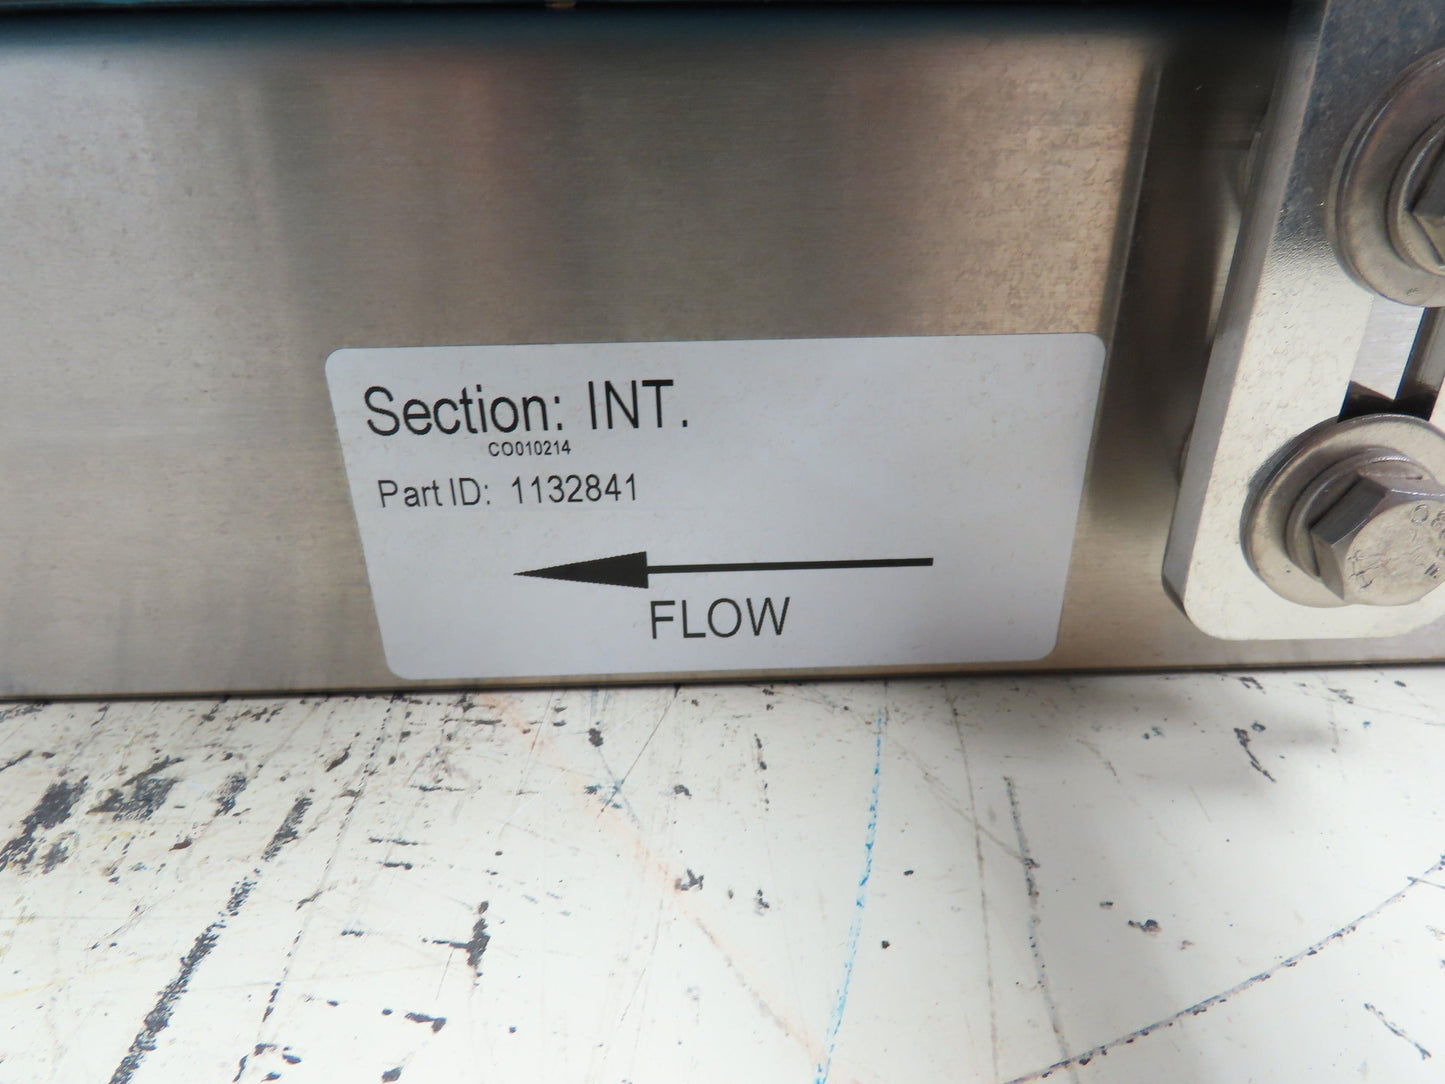 Section: INT.
CO010214
Part ID: 1132841
FLOW